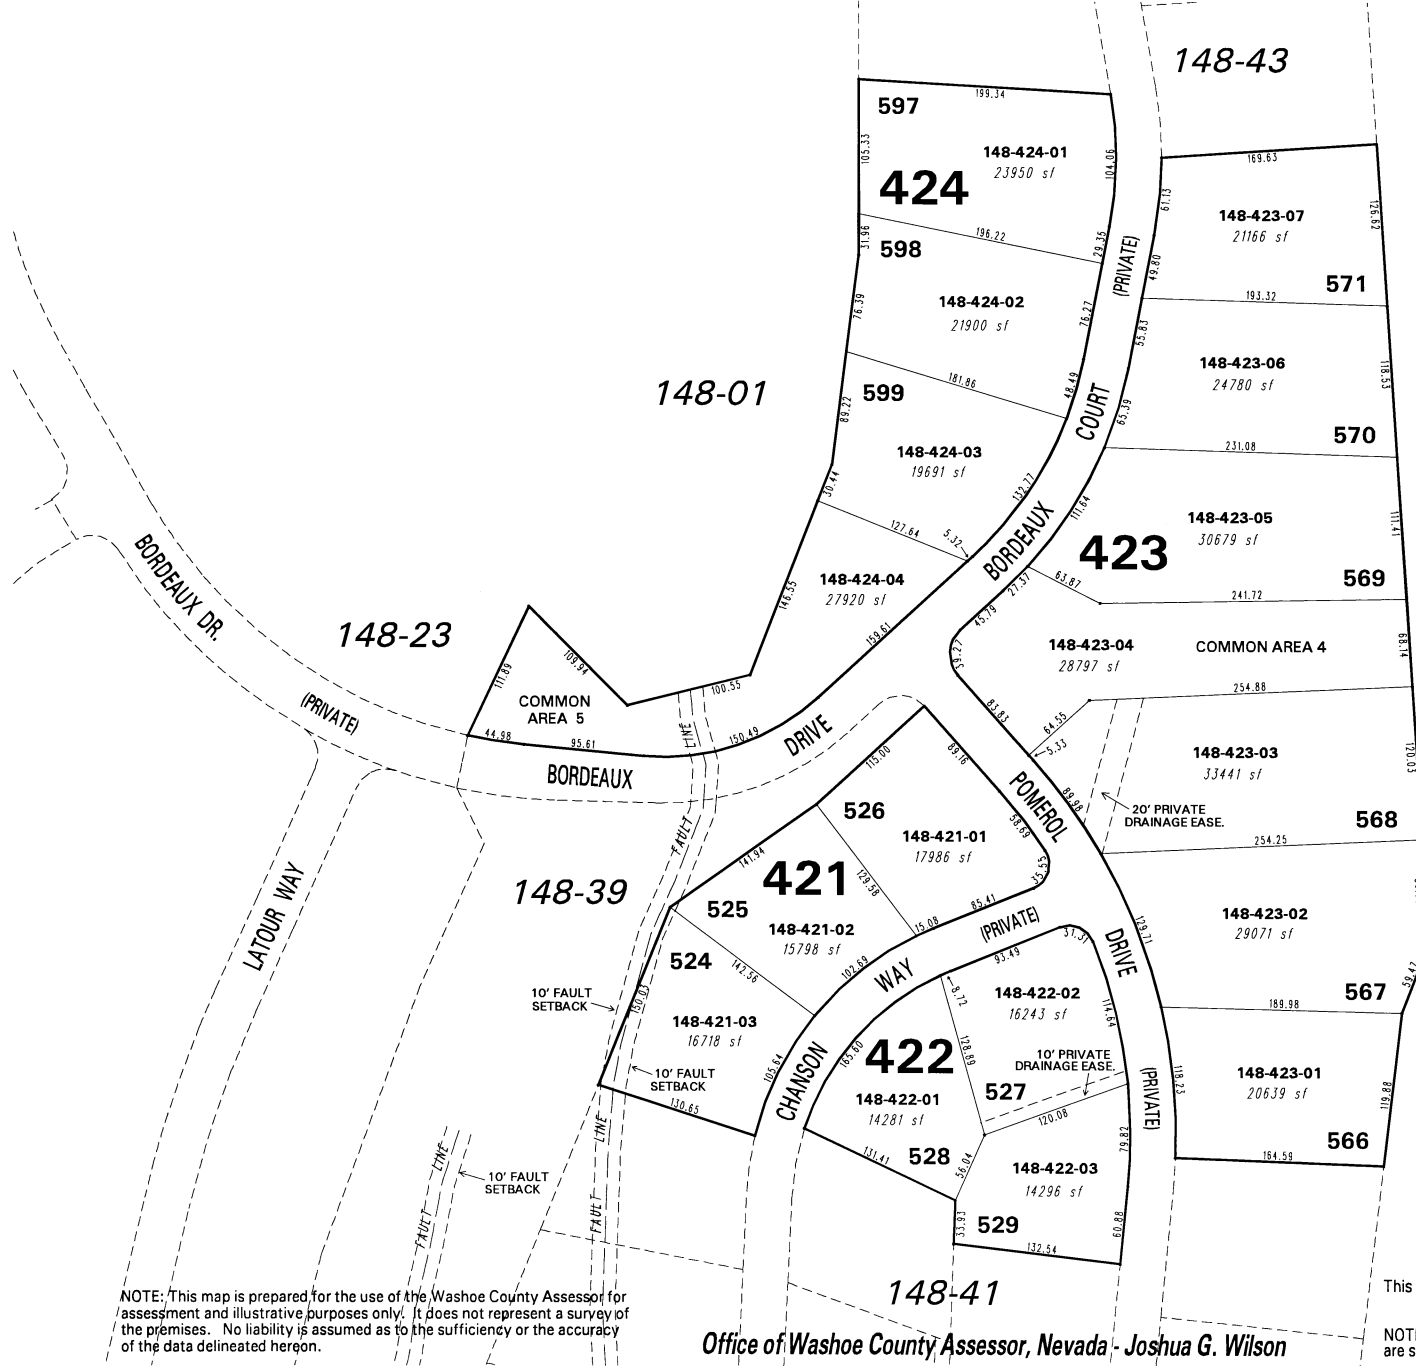 148-43
199.34
597
148-424-01
23950 sf
105.33
104.06
424
169.63
61.13
126.62
148-423-07
21166 sf
31.96
196.22
29.35
598
(PRIVATE)
49.80
571
193.32
148-424-02
21900 sf
76.39
76.27
55.83
148-423-06
24780 sf
118.53
148-01
181.86
48.49
599
89.22
COURT
65.39
570
231.08
148-424-03
19691 sf
30.44
132.77
111.64
148-423-05
30679 sf
111.41
127.64
5.32
BORDEAUX
423
569
148-424-04
27920 sf
146.55
63.87
27.37
241.72
BORDEAUX DR.
148-23
159.61
45.79
39.27
148-423-04
28797 sf
COMMON AREA 4
68.14
111.89
109.94
COMMON
AREA 5
100.55
254.88
(PRIVATE)
44.98
95.61
LINE
150.49
DRIVE
83.83
64.55
5.33
BORDEAUX
115.00
89.16
148-423-03
33441 sf
120.03
POMEROL
89.98
20' PRIVATE
DRAINAGE EASE.
568
526
58.69
148-421-01
17986 sf
FAULT
141.94
254.25
421
129.58
35.55
LATOUR WAY
148-39
525
148-421-02
15798 sf
15.08
85.41
(PRIVATE)
148-423-02
29071 sf
129.71
524
142.56
102.69
WAY
93.49
31.31
DRIVE
59.47
10' FAULT
SETBACK
150.03
8.72
148-422-02
16243 sf
114.64
189.98
567
148-421-03
16718 sf
105.64
165.60
422
128.89
10' PRIVATE
DRAINAGE EASE.
10' FAULT
SETBACK
CHANSON
527
(PRIVATE)
118.23
148-423-01
20639 sf
119.88
130.65
148-422-01
14281 sf
120.08
79.82
LINE
131.41
528
56.04
566
164.59
LINE
10' FAULT
SETBACK
148-422-03
14296 sf
FAULT
FAULT
33.93
529
60.88
132.54
148-41
NOTE: This map is prepared for the use of the Washoe County Assessor for
assessment and illustrative purposes only. It does not represent a survey of
the premises. No liability is assumed as to the sufficiency or the accuracy
of the data delineated hereon.
Office of Washoe County Assessor, Nevada - Joshua G. Wilson
This
are s